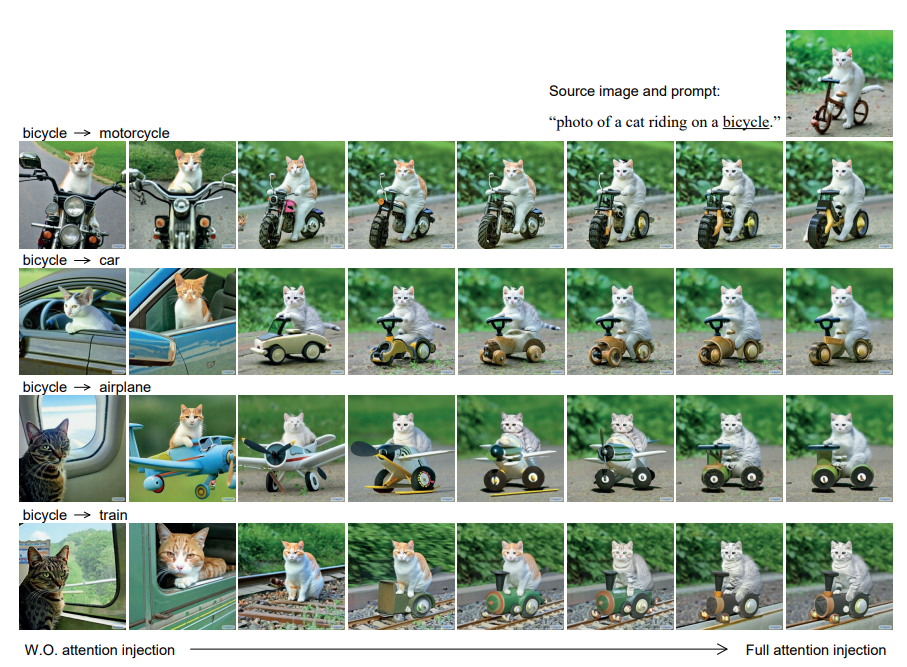 Source image and prompt:
“photo of a cat riding on a bicycle.”
bicycle → motorcycle
bicycle → car
bicycle → airplane
bicycle → train
W.O. attention injection
Full attention injection